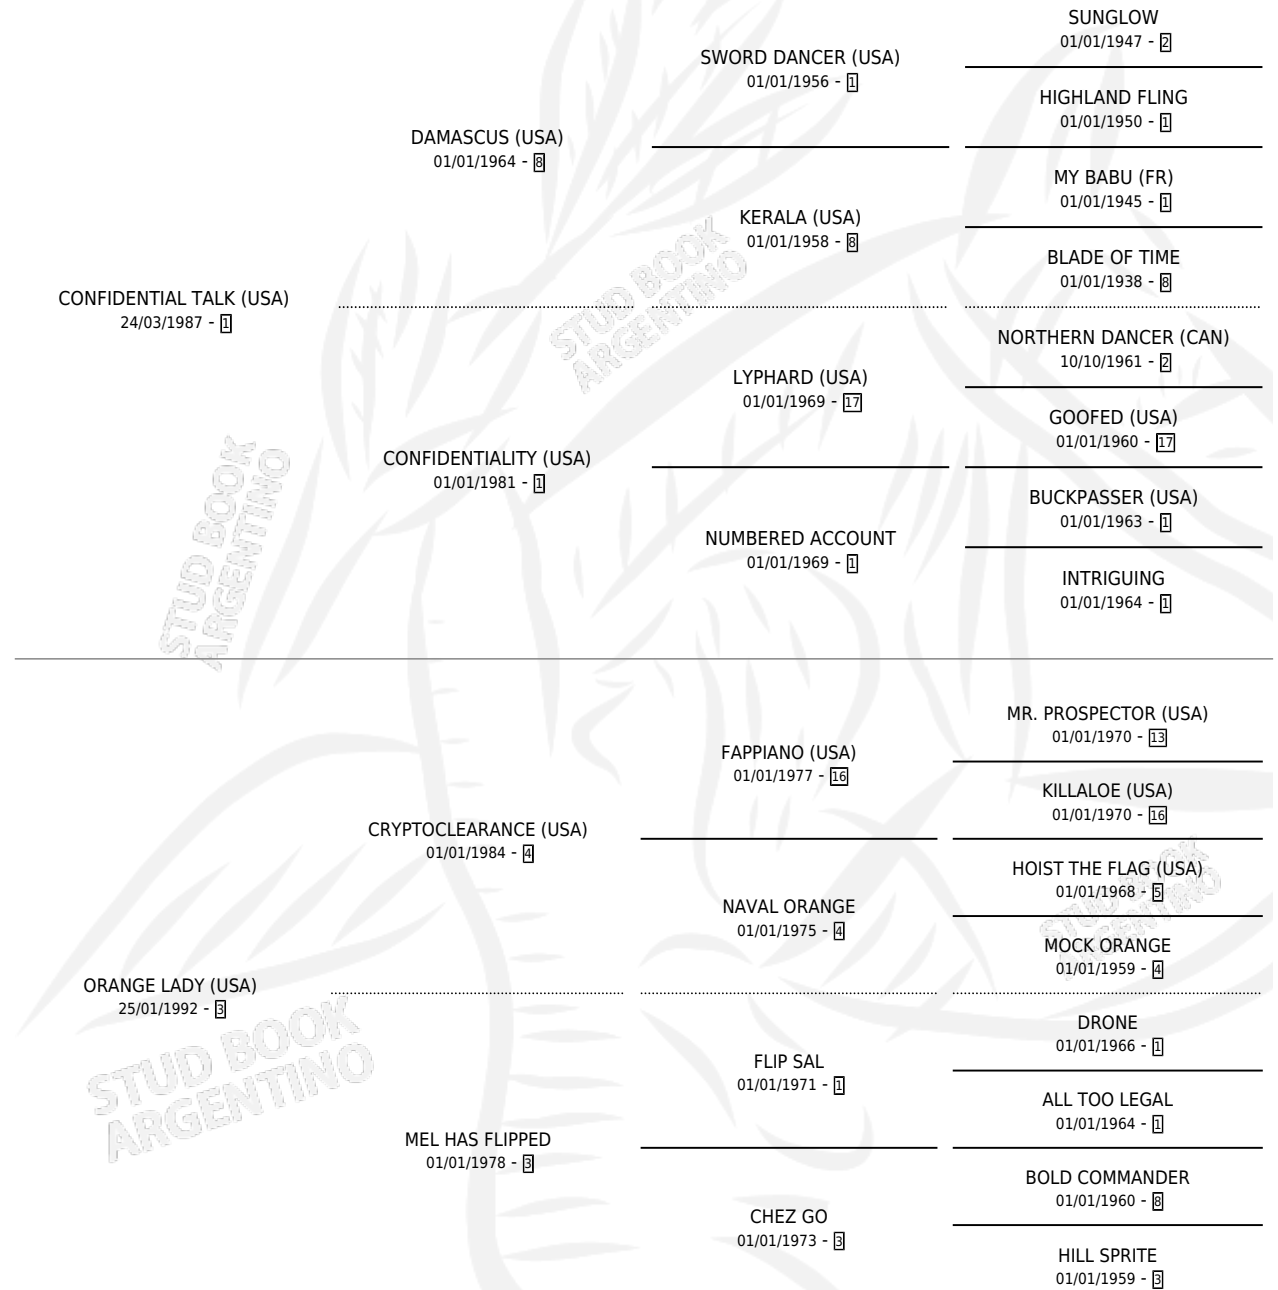 SUNGLOW
01/01/1947 - 2
SWORD DANCER (USA)
01/01/1956 - 1
HIGHLAND FLING
01/01/1950 - 1
DAMASCUS (USA)
01/01/1964 - 8
MY BABU (FR)
01/01/1945 - 1
KERALA (USA)
01/01/1958 - 8
BLADE OF TIME
01/01/1938 - 8
CONFIDENTIAL TALK (USA)
24/03/1987 - 1
NORTHERN DANCER (CAN)
10/10/1961 - 2
LYPHARD (USA)
01/01/1969 - 17
GOOFED (USA)
01/01/1960 - 17
CONFIDENTIALITY (USA)
01/01/1981 - 1
BUCKPASSER (USA)
01/01/1963 - 1
NUMBERED ACCOUNT
01/01/1969 - 1
INTRIGUING
01/01/1964 - 1
MR. PROSPECTOR (USA)
01/01/1970 - 13
FAPPIANO (USA)
01/01/1977 - 16
KILLALOE (USA)
01/01/1970 - 16
CRYPTOCLEARANCE (USA)
01/01/1984 - 4
HOIST THE FLAG (USA)
01/01/1968 - 5
NAVAL ORANGE
01/01/1975 - 4
MOCK ORANGE
01/01/1959 - 4
ORANGE LADY (USA)
25/01/1992 - 3
DRONE
01/01/1966 - 1
FLIP SAL
01/01/1971 - 1
ALL TOO LEGAL
01/01/1964 - 1
MEL HAS FLIPPED
01/01/1978 - 3
BOLD COMMANDER
01/01/1960 - 8
CHEZ GO
01/01/1973 - 3
HILL SPRITE
01/01/1959 - 3
STUD BOOK
ARGENTINO
STUD BOOK
ARGENTINO
STUD BOOK
ARGENTINO
STUD BOOK
ARGENTINO